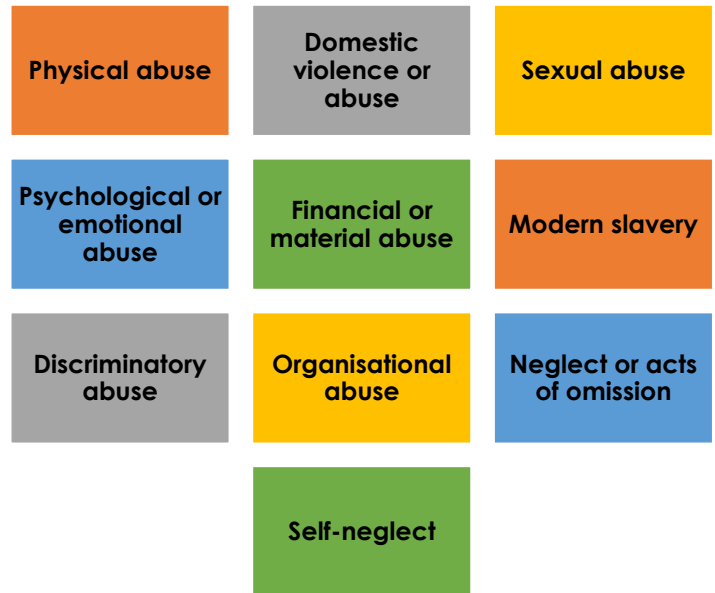 Physical abuse
Domestic
violence or
abuse
Sexual abuse
Psychological or
emotional
abuse
Financial or
material abuse
Modern slavery
Discriminatory
abuse
Organisational
abuse
Neglect or acts
of omission
Self-neglect